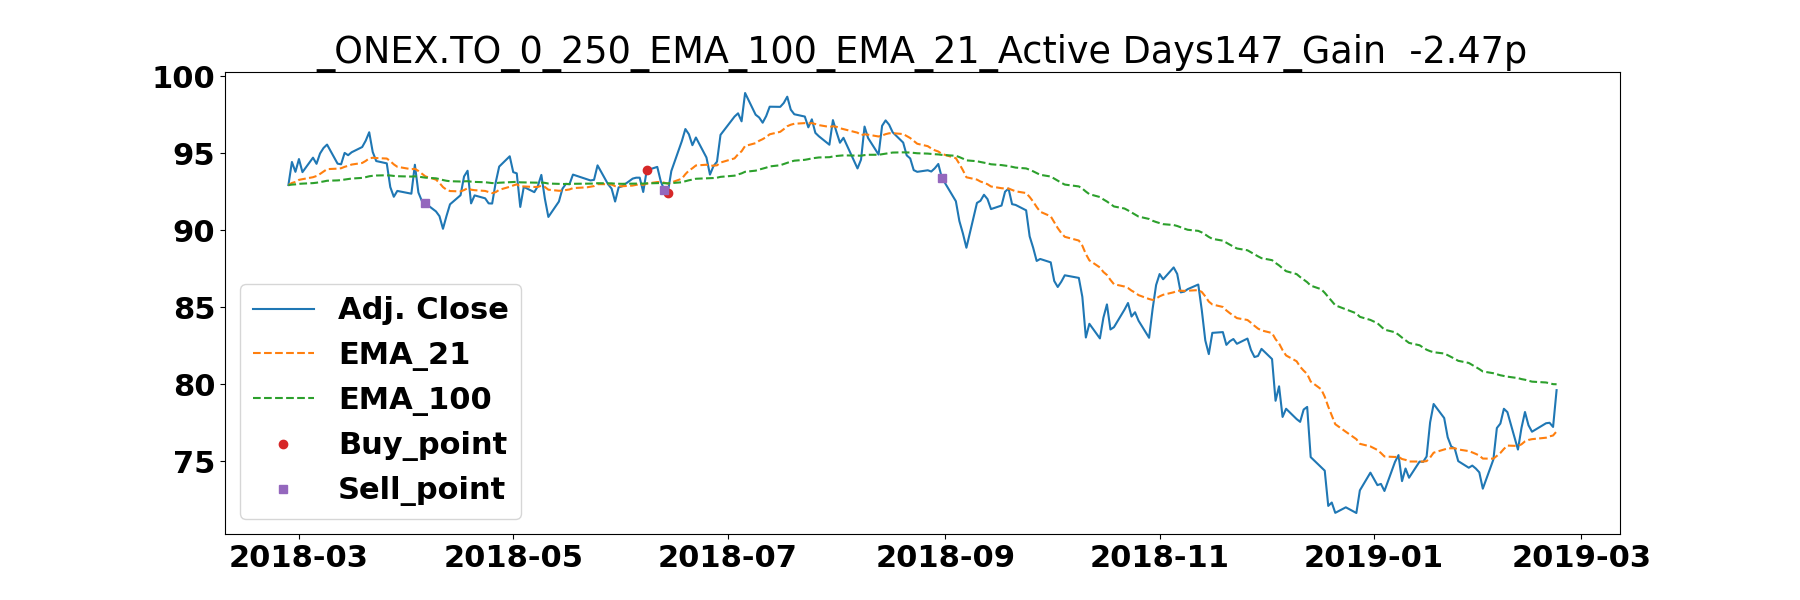 _ONEX.TO_0_250_EMA_100_EMA_21_Active Days147_Gain  -2.47p
100
95
90
85
80
75
Adj. Close
EMA_21
EMA_100
Buy_point
Sell_point
2018-03 2018-05 2018-07 2018-09 2018-11 2019-01 2019-03